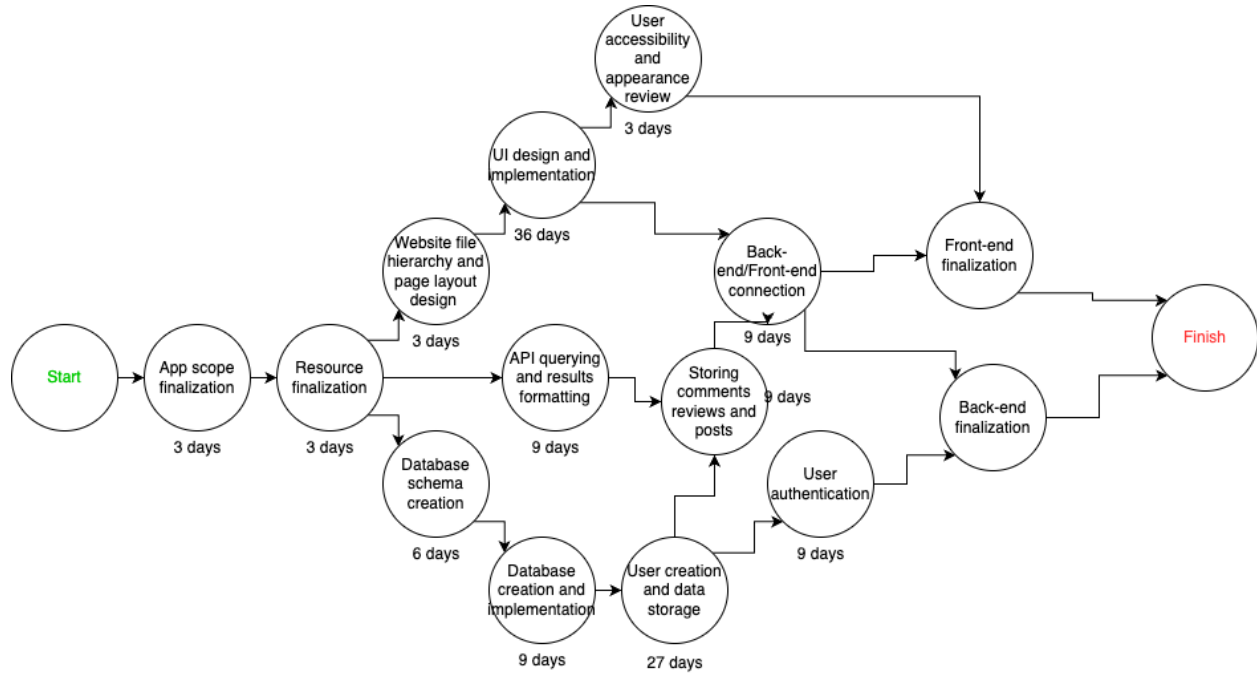 User
accessibility
and
appearance
review
3 days
UI design and
implementation
36 days
Website file
hierarchy and
page layout
design
3 days
Back-
end/Front-end
connection
9 days
Front-end
finalization
Finish
Start
App scope
finalization
3 days
Resource
finalization
3 days
API querying
and results
formatting
9 days
Storing
comments
reviews and
posts
9 days
Back-end
finalization
Database
schema
creation
6 days
User
authentication
9 days
Database
creation and
implementation
9 days
User creation
and data
storage
27 days